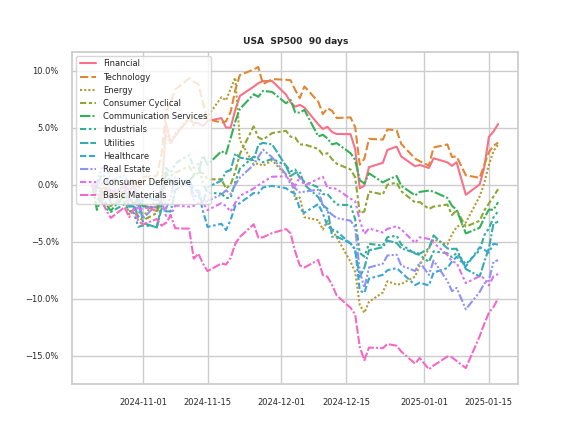 USA SP500 90 days
Financial
Technology
Energy
Consumer Cyclical
Communication Services
Industrials
Utilities
Healthcare
Real Estate
Consumer Defensive
Basic Materials
10.0%
5.0%
0.0%
−5.0%
−10.0%
−15.0%
2024-11-01
2024-11-15
2024-12-01
2024-12-15
2025-01-01
2025-01-15